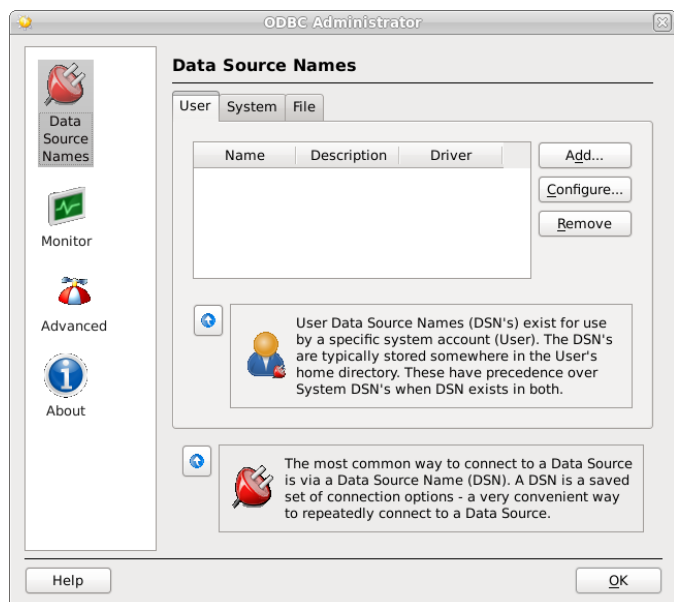 ODBC Administrator
Data
Source
Names
Monitor
Advanced
About
Data Source Names
User System File
Name Description Driver
Add...
Configure...
Remove
User Data Source Names (DSN's) exist for use
by a specific system account (User). The DSN's
are typically stored somewhere in the User's
home directory. These have precedence over
System DSN's when DSN exists in both.
The most common way to connect to a Data Source
is via a Data Source Name (DSN). A DSN is a saved
set of connection options - a very convenient way
to repeatedly connect to a Data Source.
Help
OK